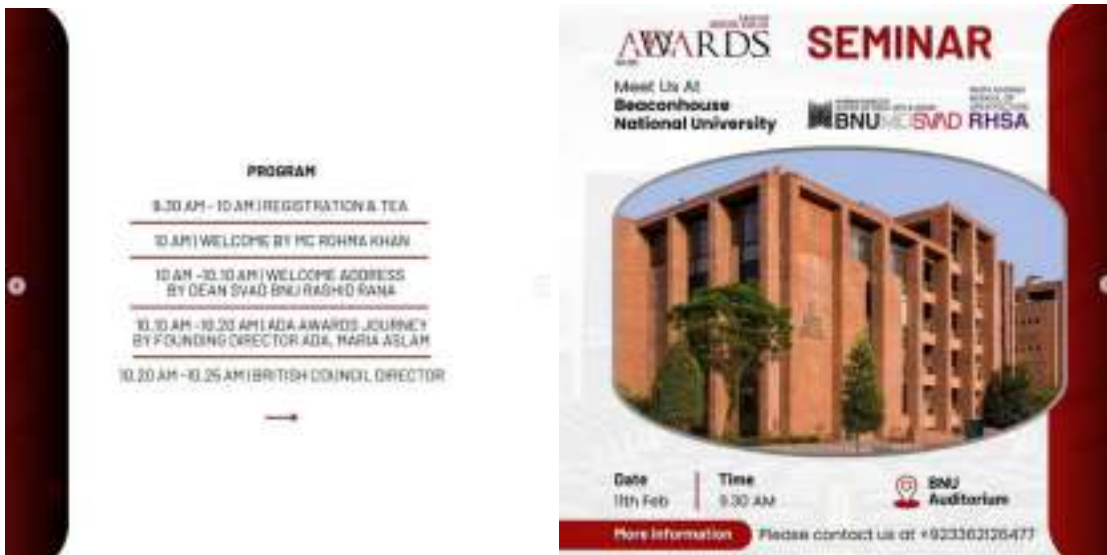 PROGRAM
9.30 AM - 10 AM | REGISTRATION & TEA
10 AM | WELCOME BY MC ROHMA KHAN
10 AM -10.10 AM | WELCOME ADDRESS
BY DEAN SVAD BNU RASHID RANA
10.10 AM -10.20 AM | ADA AWARDS JOURNEY
BY FOUNDING DIRECTOR ADA, MARIA ASLAM
10.20 AM -10.25 AM | BRITISH COUNCIL DIRECTOR
AWARDS
SEMINAR
Meet Us At
Beaconhouse
National University
BNU MDSVAD
SCHOOL OF
ARCHITECTURE
RHSA
Date
11th Feb
Time
9.30 AM
BNU
Auditorium
More Information
Please contact us at +923362126477